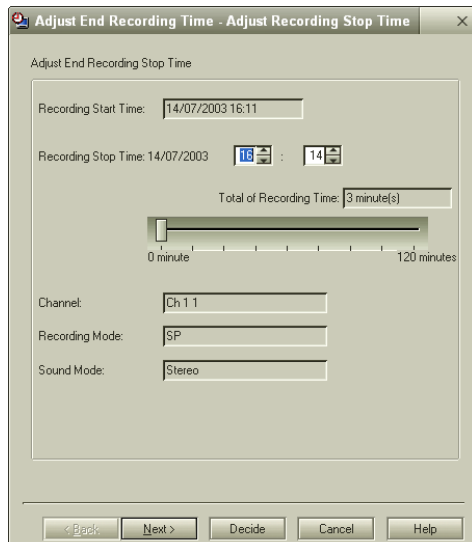 Adjust End Recording Time - Adjust Recording Stop Time
Adjust End Recording Stop Time
Recording Start Time: 14/07/2003 16:11
Recording Stop Time: 14/07/2003 16 : 14
Total of Recording Time: 3 minute(s)
0 minute 120 minutes
Channel: Ch 1 1
Recording Mode: SP
Sound Mode: Stereo
< Back Next > Decide Cancel Help